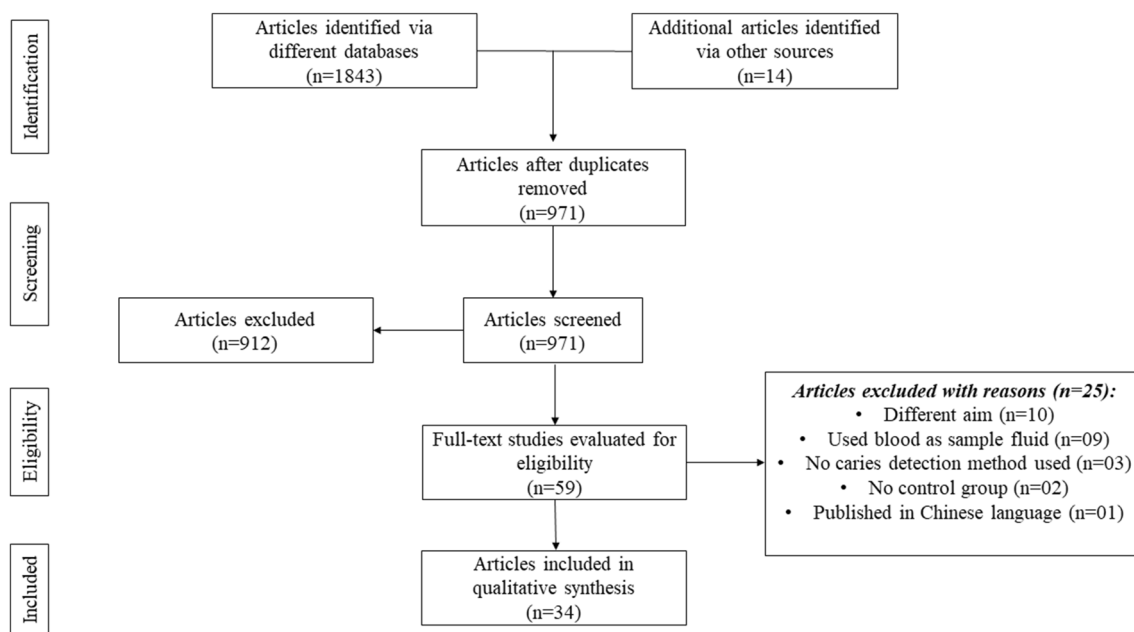 Identification
Articles identified via
different databases
(n=1843)
Additional articles identified
via other sources
(n=14)
Articles after duplicates
removed
(n=971)
Screening
Articles excluded
(n=912)
Articles screened
(n=971)
Eligibility
Full-text studies evaluated for
eligibility
(n=59)
Articles excluded with reasons (n=25):
• Different aim (n=10)
• Used blood as sample fluid (n=09)
• No caries detection method used (n=03)
• No control group (n=02)
• Published in Chinese language (n=01)
Included
Articles included in
qualitative synthesis
(n=34)